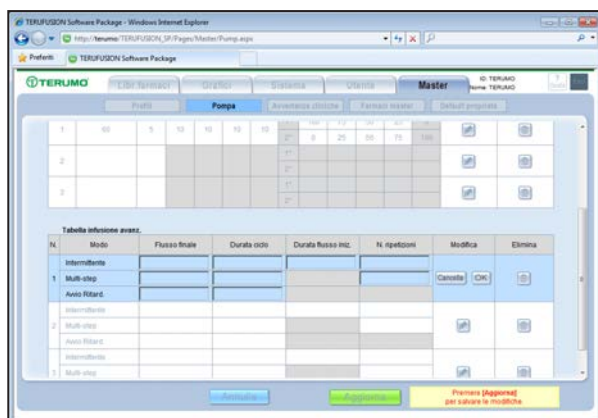 TERUFUSION Software Package - Windows Internet Explorer
http://terumo/TERUFUSION_SP/Pages/Master/Pump.aspx
Preferiti TERUFUSION Software Package
TERUMO Libr.farmaci Grafici Sistema Utente Master ID: TERUMO
Nome: TERUMO
Profili Pompa Avvertenze cliniche Farmaci master Default proprietà
1 60 5 10 10 10 10
2° 0 25 50 75 100
2 1°
2°
3 1°
2°
Tabella infusione avanz.
N. Modo Flusso finale Durata ciclo Durata flusso iniz. N. ripetizioni Modifica Elimina
Intermittente
1 Multi-step Cancella OK
Avvio Ritard.
Intermittente
2 Multi-step
Avvio Ritard.
Intermittente
3 Multi-step
Annulla Aggiorna Premere [Aggiorna]
per salvare le modifiche